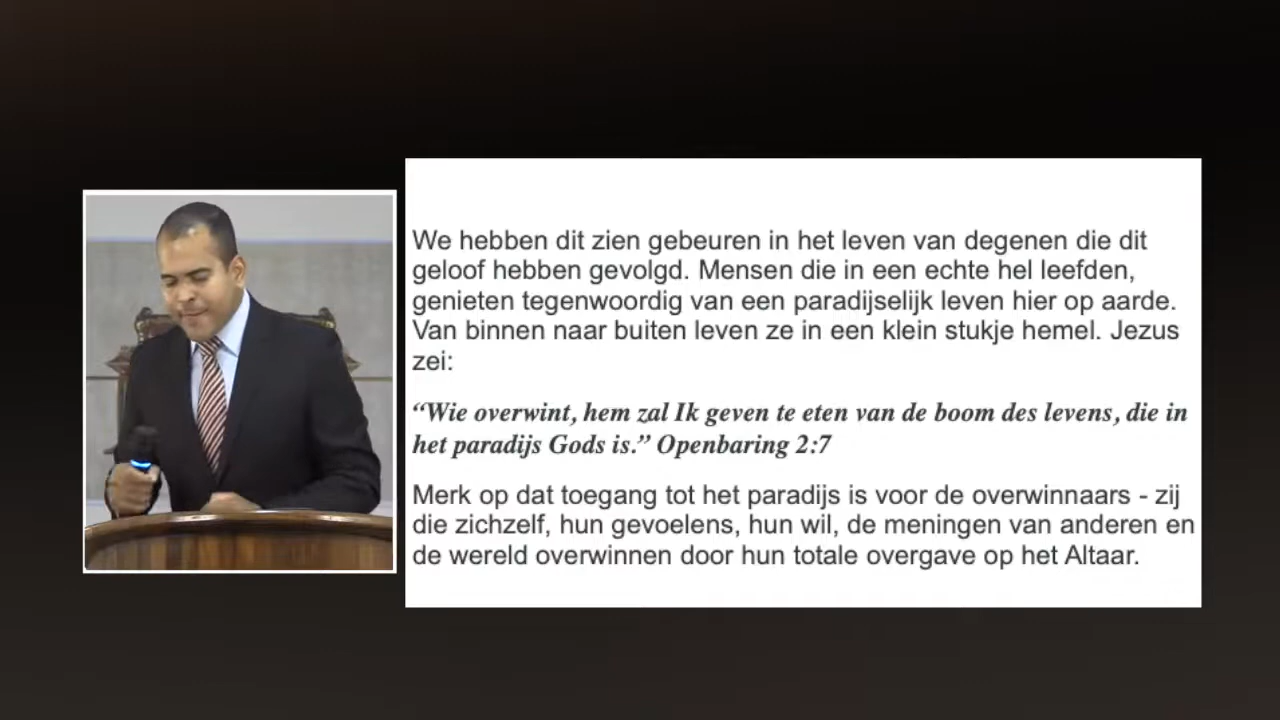 We hebben dit zien gebeuren in het leven van degenen die dit
geloof hebben gevolgd. Mensen die in een echte hel leefden,
genieten tegenwoordig van een paradijselijk leven hier op aarde.
Van binnen naar buiten leven ze in een klein stukje hemel. Jezus
zei:
“Wie overwint, hem zal Ik geven te eten van de boom des levens, die in
het paradijs Gods is.” Openbaring 2:7
Merk op dat toegang tot het paradijs is voor de overwinnaars - zij
die zichzelf, hun gevoelens, hun wil, de meningen van anderen en
de wereld overwinnen door hun totale overgave op het Altaar.